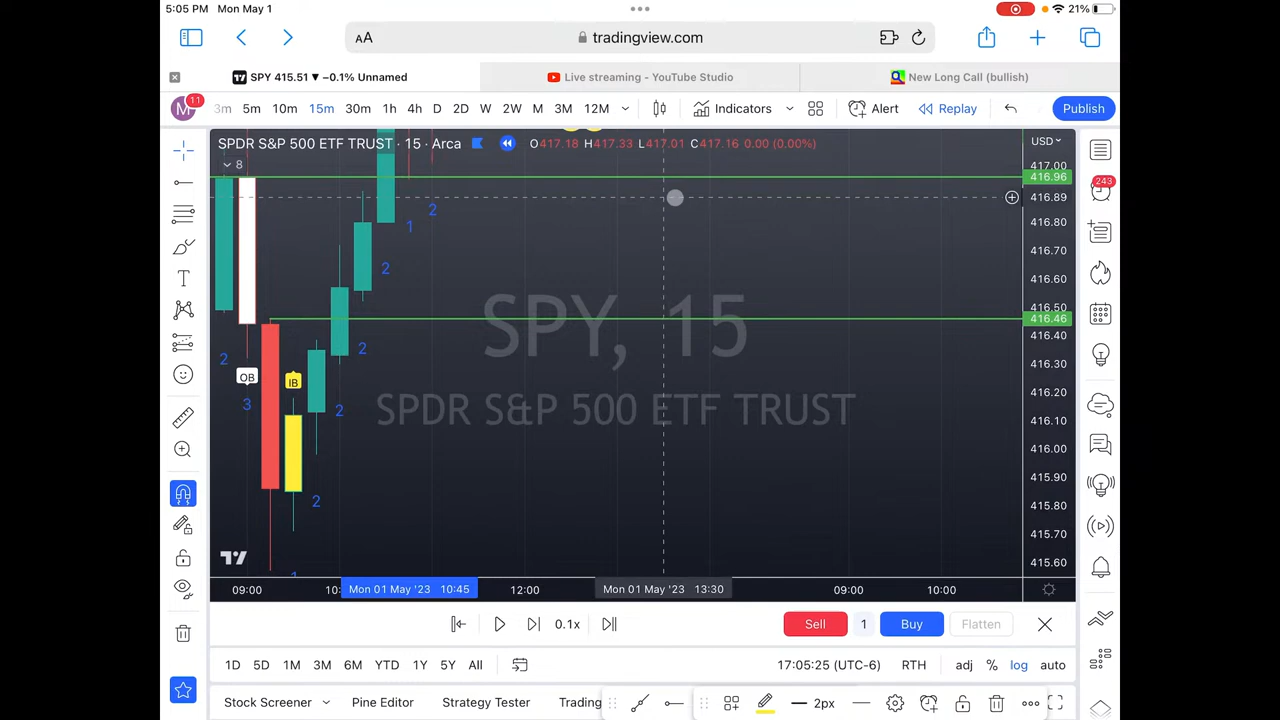 5:05 PM Mon May 1
21%
AA
tradingview.com
SPY 415.51 ▼ −0.1% Unnamed
Live streaming - YouTube Studio
New Long Call (bullish)
M 11
3m 5m 10m 15m 30m 1h 4h D 2D W 2W M 3M 12M
Indicators
Alert
Replay
Publish
SPDR S&P 500 ETF TRUST · 15 · Arca
O417.18 H417.33 L417.01 C417.16 0.00 (0.00%)
USD
8
417.00
416.96
243
416.89
2
416.80
1
416.70
2
416.60
416.50
SPY, 15
416.46
416.40
2
2
416.30
OB
IB
3
2
416.20
SPDR S&P 500 ETF TRUST
416.10
416.00
415.90
2
415.80
415.70
415.60
1
09:00
10:
Mon 01 May '23 10:45
12:00
Mon 01 May '23 13:30
09:00
10:00
0.1x
Sell
1
Buy
Flatten
1D 5D 1M 3M 6M YTD 1Y 5Y All
17:05:25 (UTC-6)
RTH
adj % log auto
Stock Screener
Pine Editor
Strategy Tester
Trading
2px